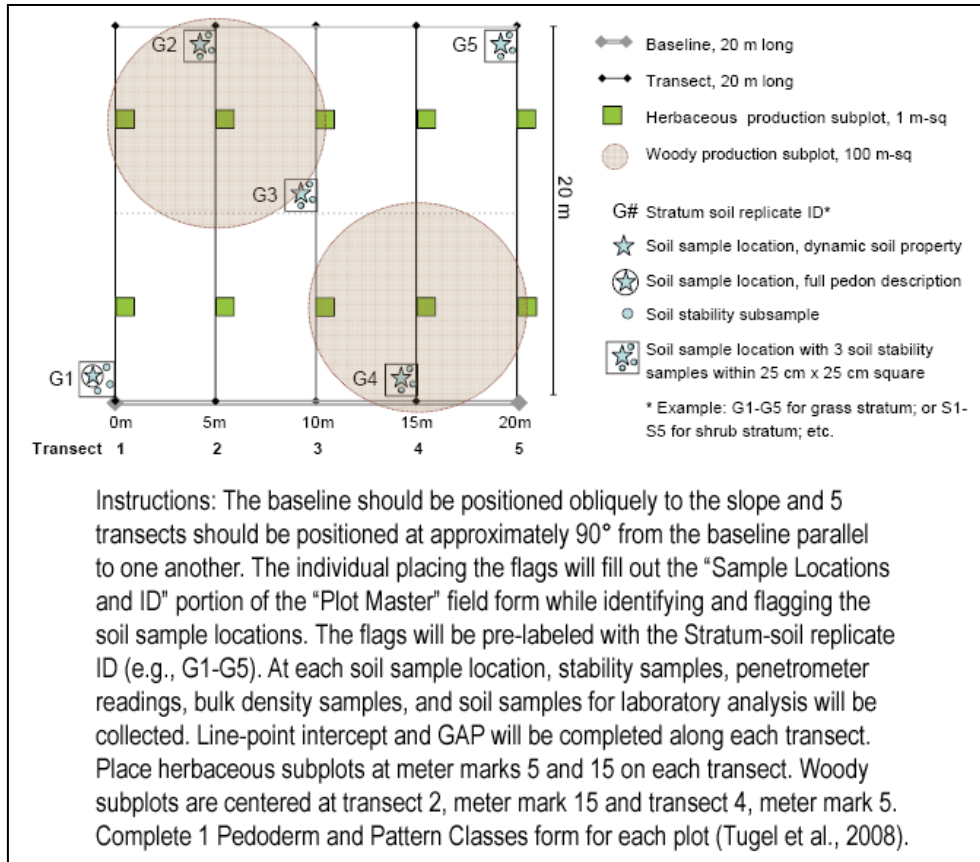 G2
G5
G3
G1
G4
20 m
0m 5m 10m 15m 20m
Transect 1 2 3 4 5
Baseline, 20 m long
Transect, 20 m long
Herbaceous production subplot, 1 m-sq
Woody production subplot, 100 m-sq
G# Stratum soil replicate ID*
Soil sample location, dynamic soil property
Soil sample location, full pedon description
Soil stability subsample
Soil sample location with 3 soil stability
samples within 25 cm x 25 cm square
* Example: G1-G5 for grass stratum; or S1-
S5 for shrub stratum; etc.
Instructions: The baseline should be positioned obliquely to the slope and 5
transects should be positioned at approximately 90° from the baseline parallel
to one another. The individual placing the flags will fill out the “Sample Locations
and ID” portion of the “Plot Master” field form while identifying and flagging the
soil sample locations. The flags will be pre-labeled with the Stratum-soil replicate
ID (e.g., G1-G5). At each soil sample location, stability samples, penetrometer
readings, bulk density samples, and soil samples for laboratory analysis will be
collected. Line-point intercept and GAP will be completed along each transect.
Place herbaceous subplots at meter marks 5 and 15 on each transect. Woody
subplots are centered at transect 2, meter mark 15 and transect 4, meter mark 5.
Complete 1 Pedoderm and Pattern Classes form for each plot (Tugel et al., 2008).